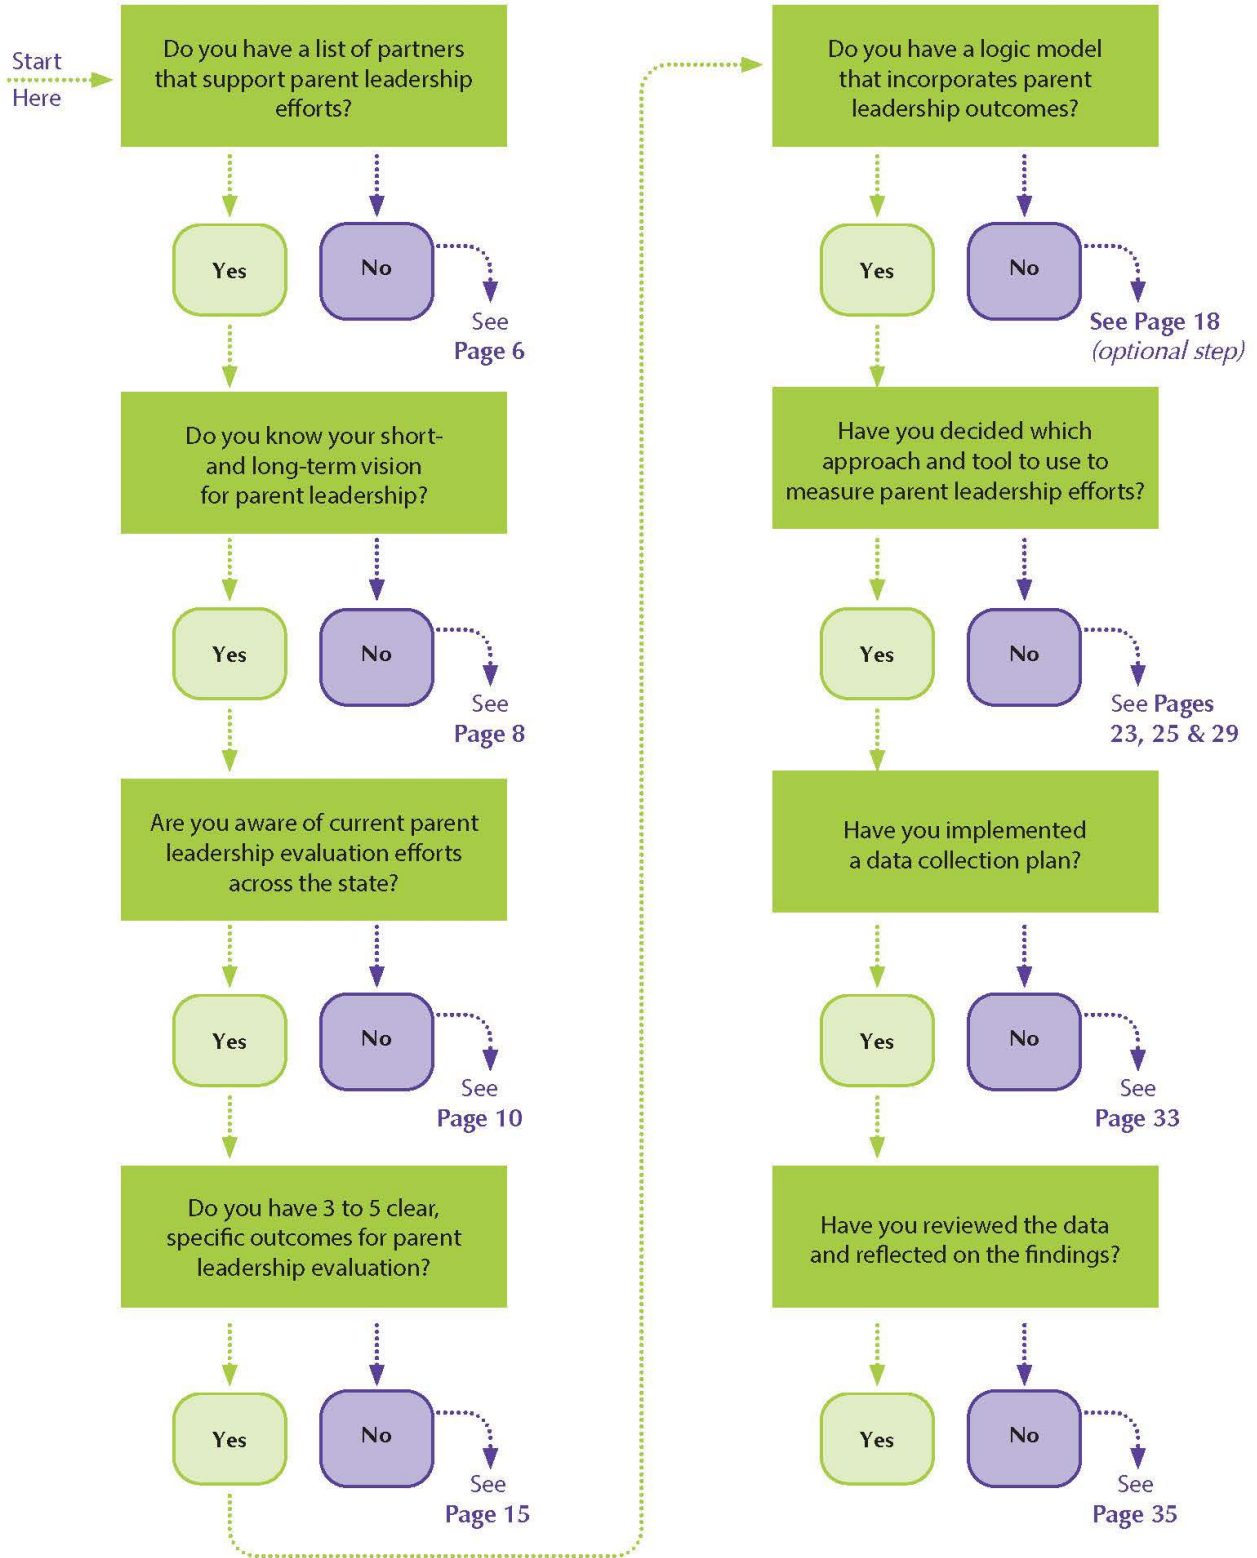 Start
Here
Do you have a list of partners
that support parent leadership
efforts?
Yes
No
See
Page 6
Do you know your short-
and long-term vision
for parent leadership?
Yes
No
See
Page 8
Are you aware of current parent
leadership evaluation efforts
across the state?
Yes
No
See
Page 10
Do you have 3 to 5 clear,
specific outcomes for parent
leadership evaluation?
Yes
No
See
Page 15
Do you have a logic model
that incorporates parent
leadership outcomes?
Yes
No
See Page 18
(optional step)
Have you decided which
approach and tool to use to
measure parent leadership efforts?
Yes
No
See Pages
23, 25 & 29
Have you implemented
a data collection plan?
Yes
No
See
Page 33
Have you reviewed the data
and reflected on the findings?
Yes
No
See
Page 35